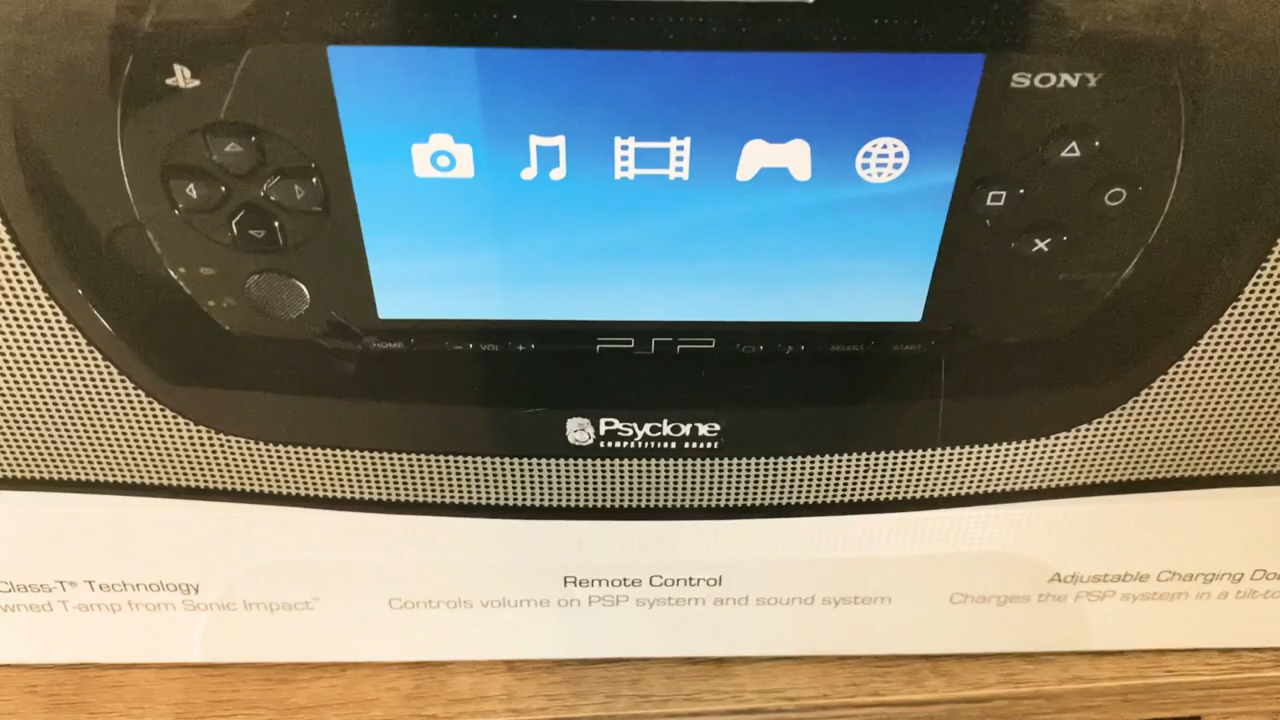 SONY
HOME
VOL
PSP
SELECT
START
Psyclone
COMPETITION GRADE
Class-T® Technology
wned T-amp from Sonic Impact™
Remote Control
Controls volume on PSP system and sound system
Adjustable Charging Do
Charges the PSP system in a tilt-to